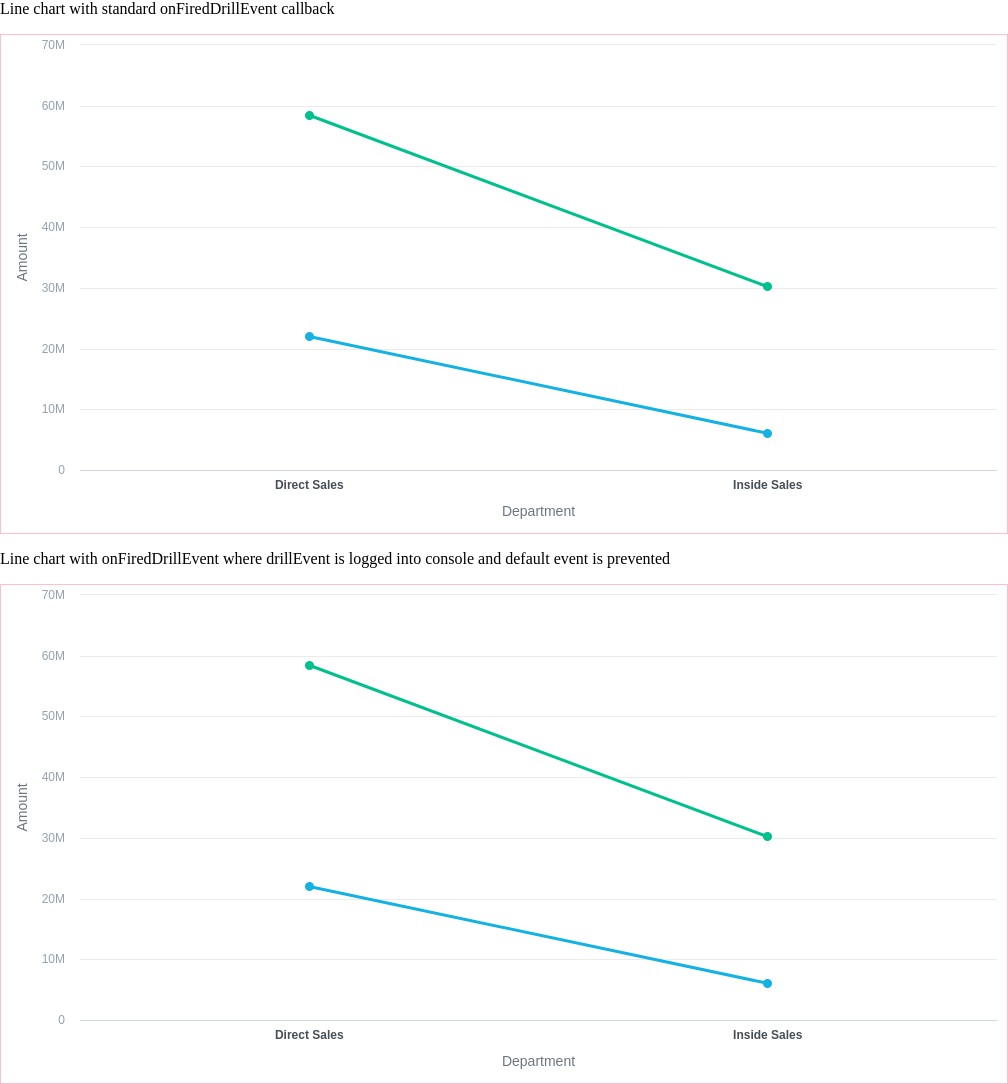 Line chart with standard onFiredDrillEvent callback
70M
60M
50M
40M
30M
20M
10M
0
Amount
Direct Sales
Inside Sales
Department
Line chart with onFiredDrillEvent where drillEvent is logged into console and default event is prevented
70M
60M
50M
40M
30M
20M
10M
0
Amount
Direct Sales
Inside Sales
Department